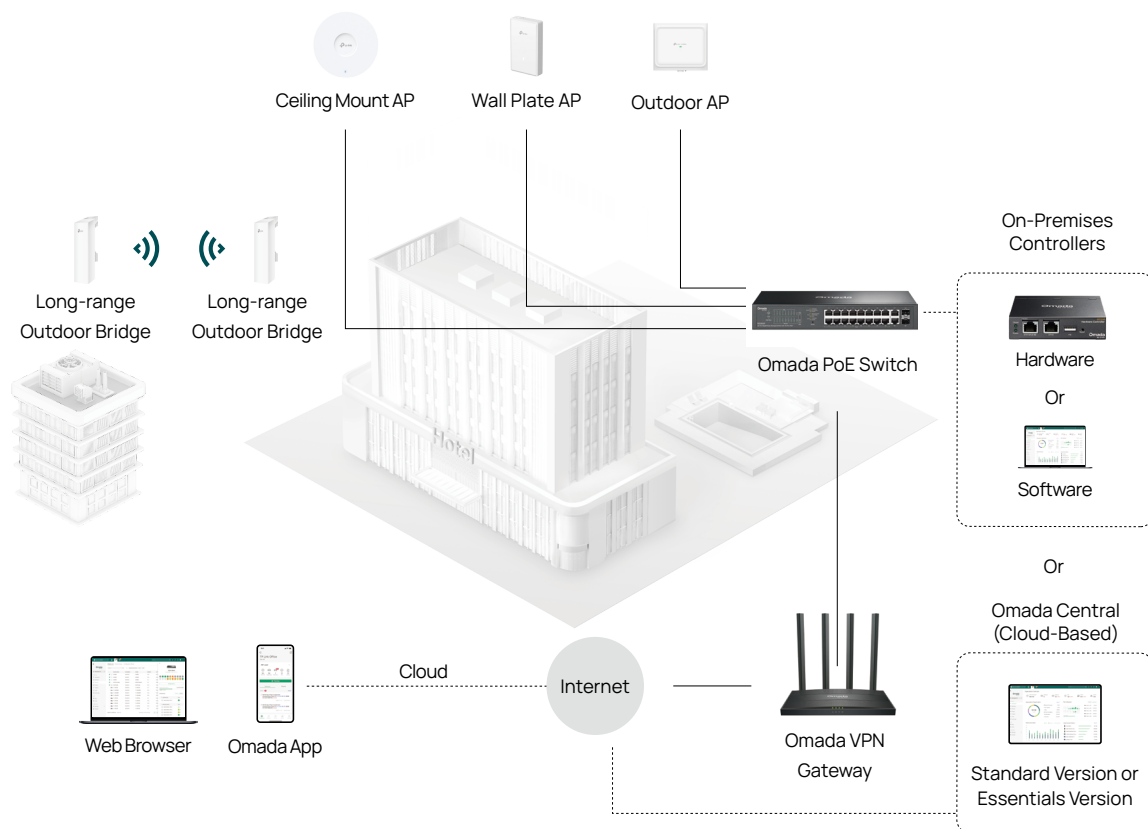 Ceiling Mount AP
Wall Plate AP
Outdoor AP
On-Premises
Controllers
Long-range
Outdoor Bridge
Long-range
Outdoor Bridge
Omada
Omada PoE Switch
Omada
Hardware
Or
Software
Hotel
Or
Omada Central
(Cloud-Based)
Cloud
Internet
Web Browser
Omada App
Omada VPN
Gateway
Standard Version or
Essentials Version